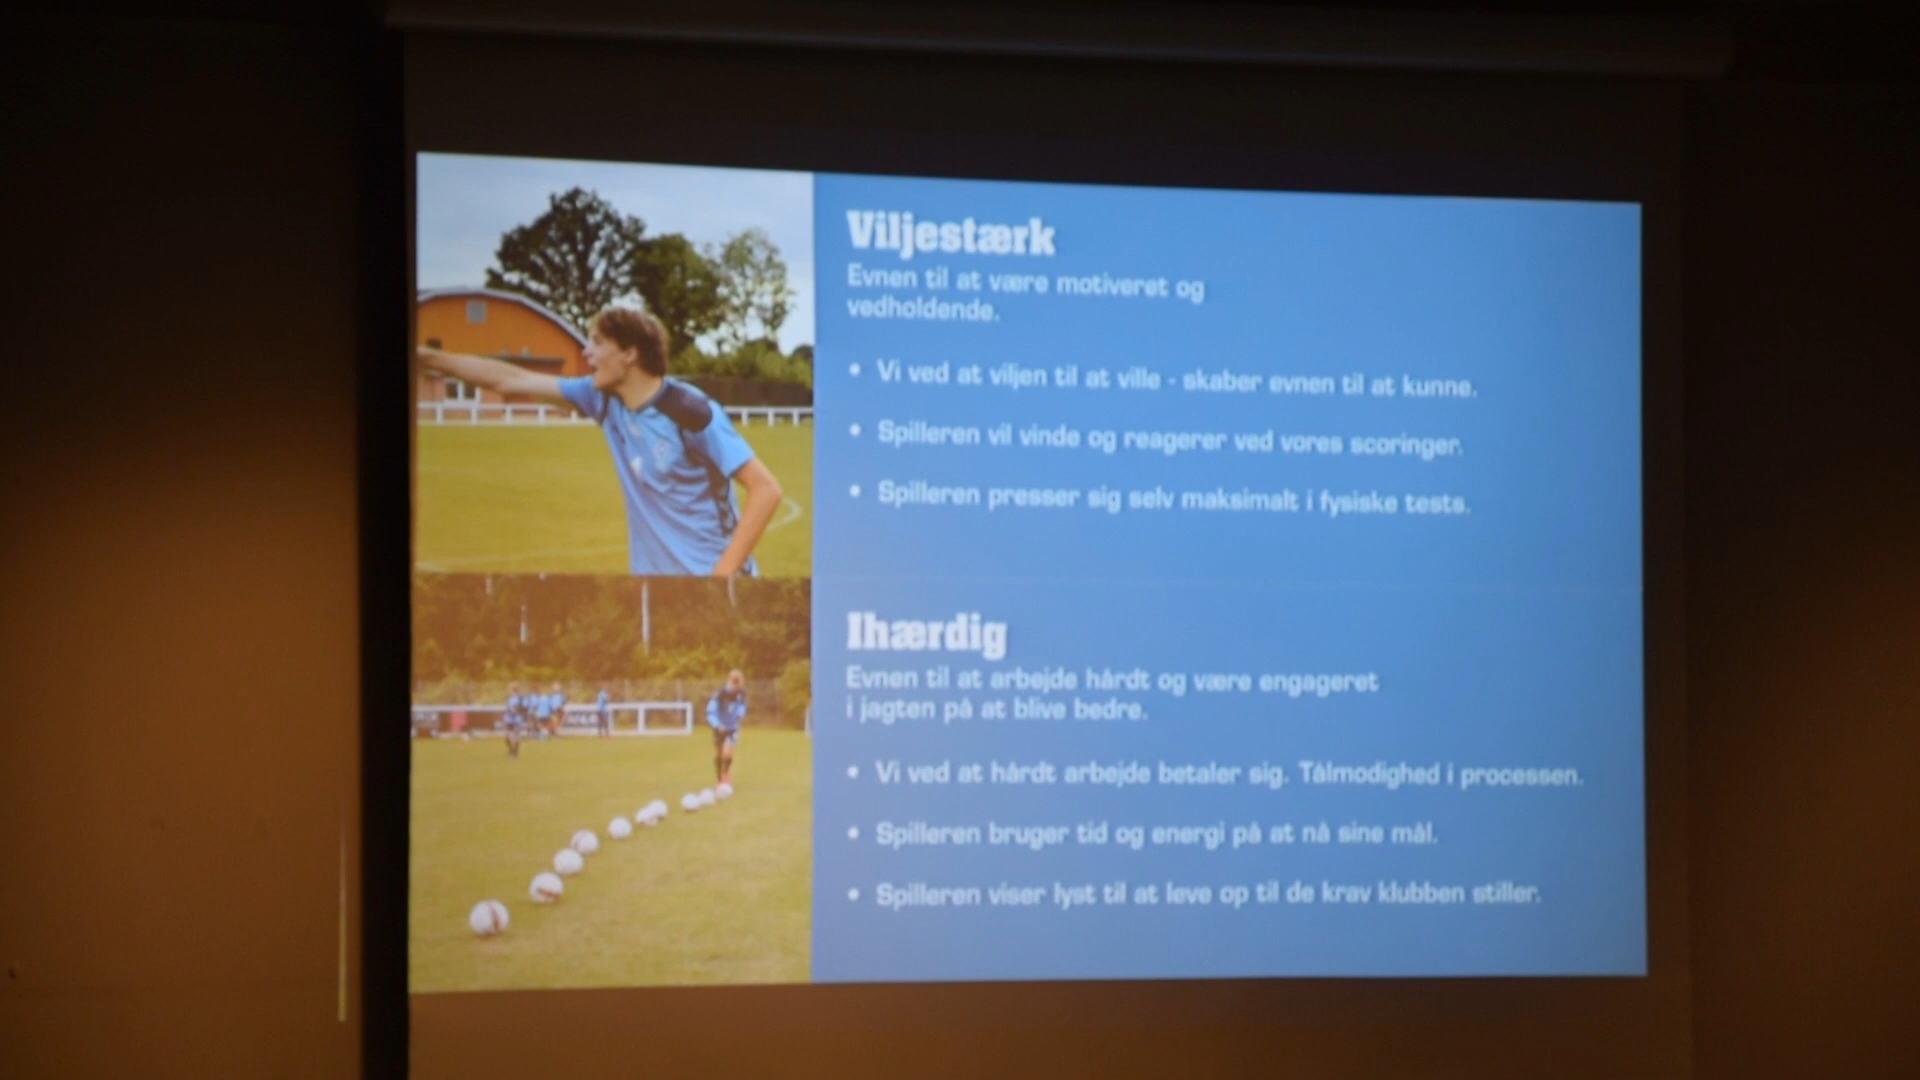 Viljestærk
Evnen til at være motiveret og
vedholdende.
• Vi ved at viljen til at ville - skaber evnen til at kunne.
• Spilleren vil vinde og reagerer ved vores scoringer.
• Spilleren presser sig selv maksimalt i fysiske tests.
Ihærdig
Evnen til at arbejde hårdt og være engageret
i jagten på at blive bedre.
• Vi ved at hårdt arbejde betaler sig. Tålmodighed i processen.
• Spilleren bruger tid og energi på at nå sine mål.
• Spilleren viser lyst til at leve op til de krav klubben stiller.